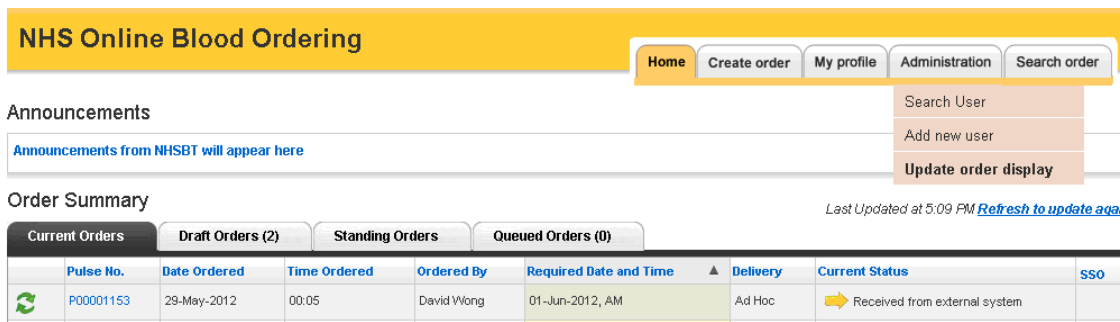 NHS Online Blood Ordering
Home Create order My profile Administration Search order
Search User
Add new user
Update order display
Announcements
Announcements from NHSBT will appear here
Order Summary
Last Updated at 5:09 PM Refresh to update aga
Current Orders Draft Orders (2) Standing Orders Queued Orders (0)
Pulse No. Date Ordered Time Ordered Ordered By Required Date and Time Delivery Current Status SSO
P00001153 29-May-2012 00:05 David Wong 01-Jun-2012, AM Ad Hoc Received from external system